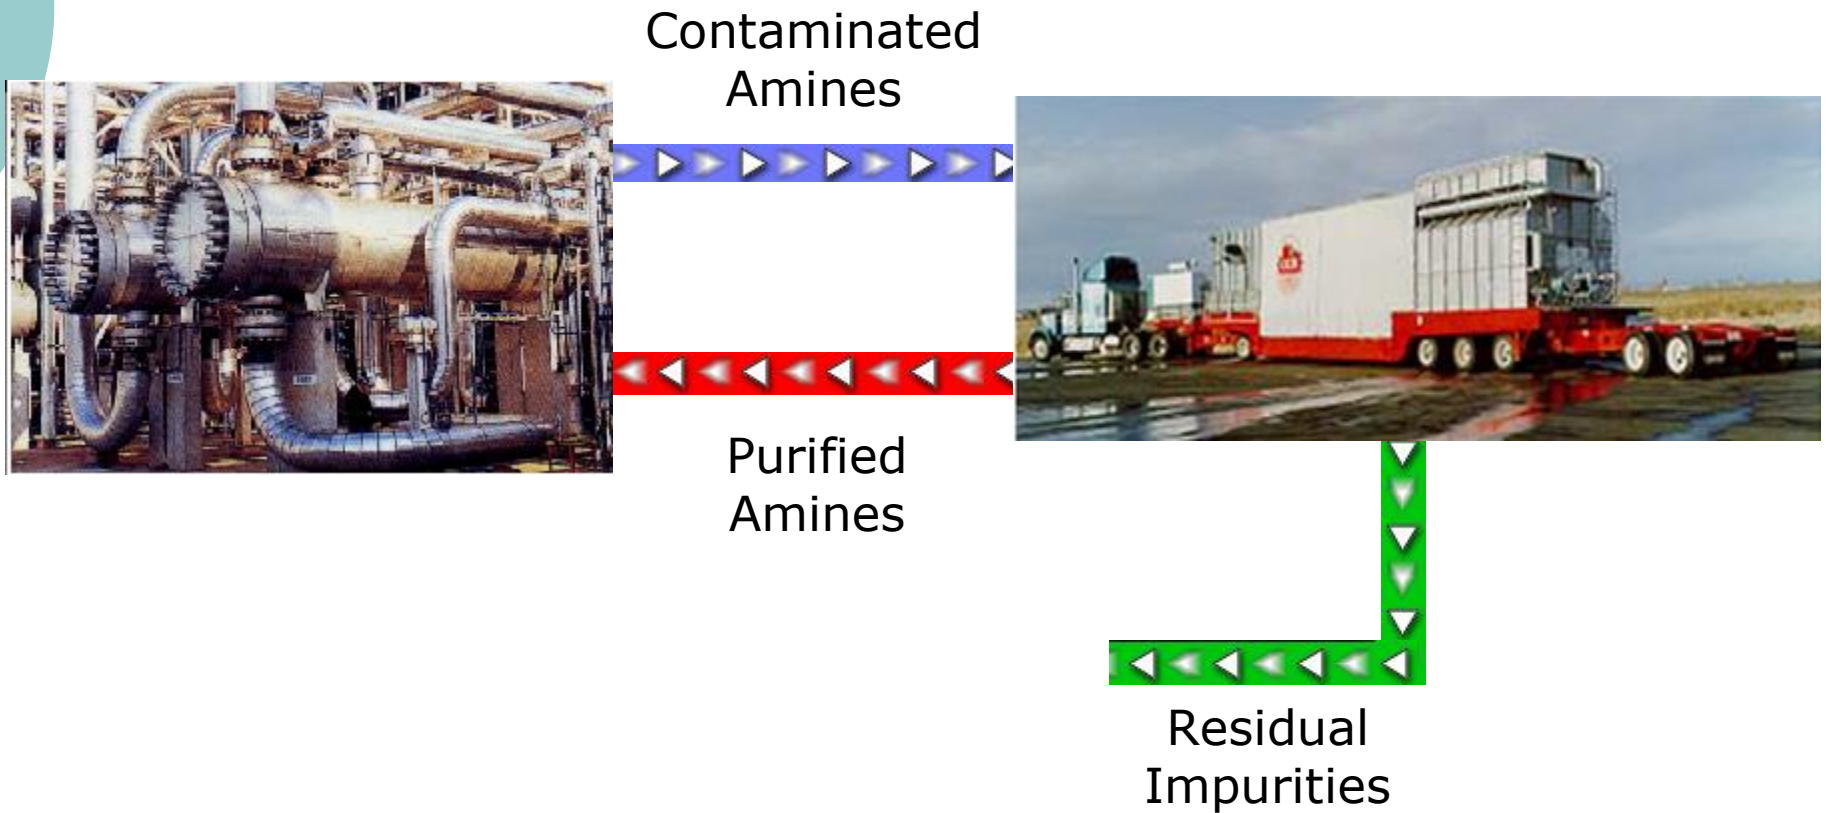 Contaminated
Amines
Purified
Amines
Residual
Impurities